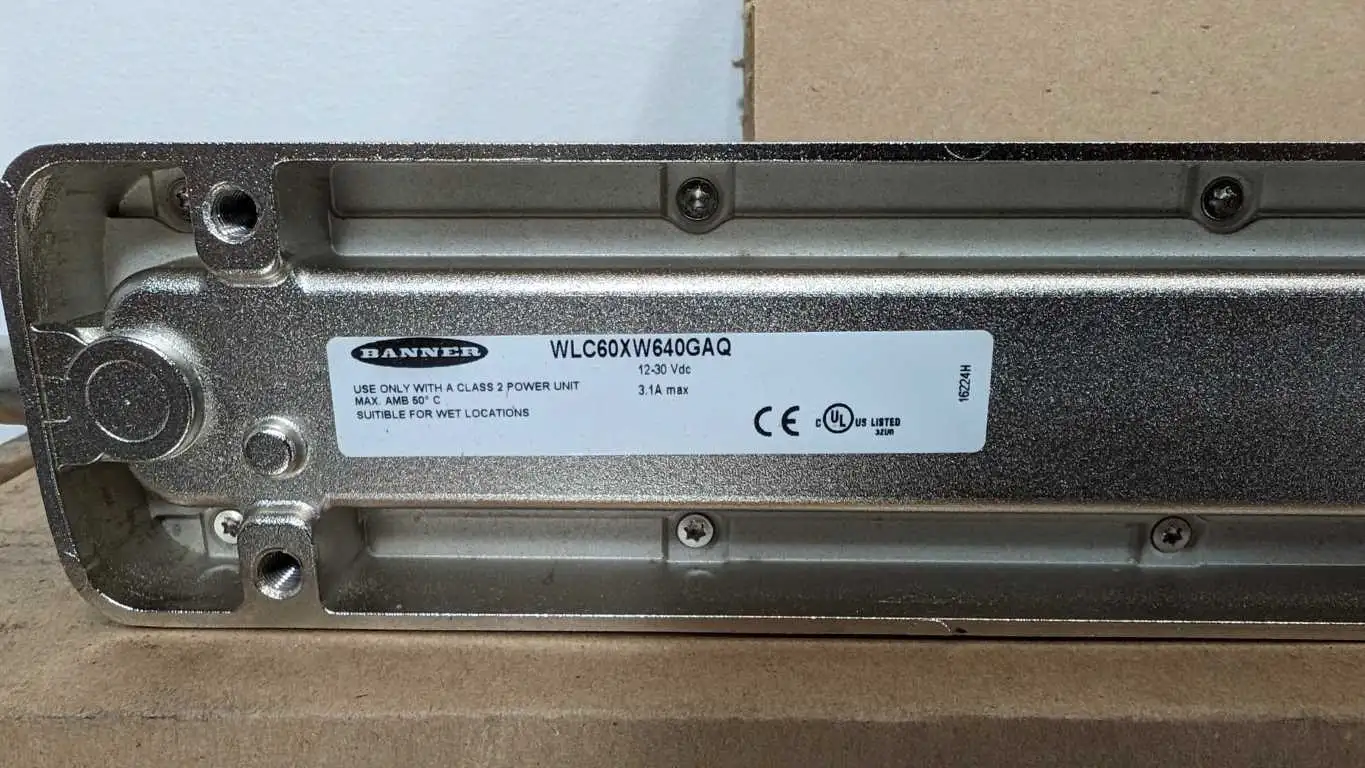 BANNER
WLC60XW640GAQ
12-30 Vdc
3.1A max
USE ONLY WITH A CLASS 2 POWER UNIT
MAX. AMB 50° C
SUITIBLE FOR WET LOCATIONS
CE
C UL US LISTED
16224H